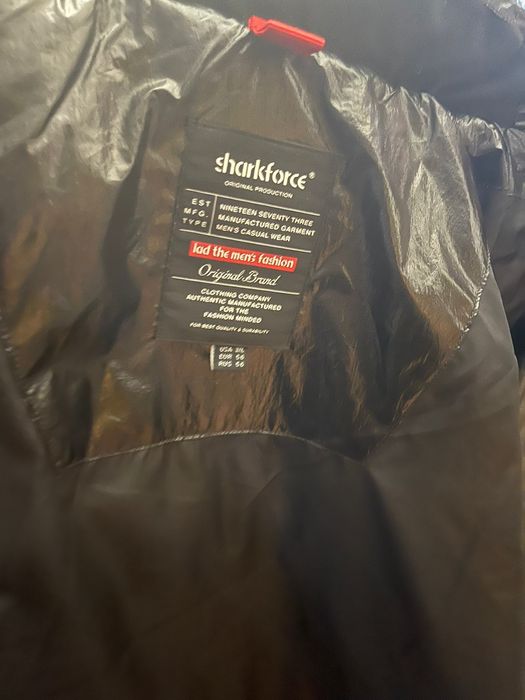 sharkforce®
ORIGINAL PRODUCTION
EST NINETEEN SEVENTY THREE
MFG. MANUFACTURED GARMENT
TYPE MEN'S CASUAL WEAR
lad the men's fashion
Original Brand
CLOTHING COMPANY
AUTHENTIC MANUFACTURED
FOR THE
FASHION MINDED
FOR BEST QUALITY & DURABILITY
USA
EUR 56
RUS 56